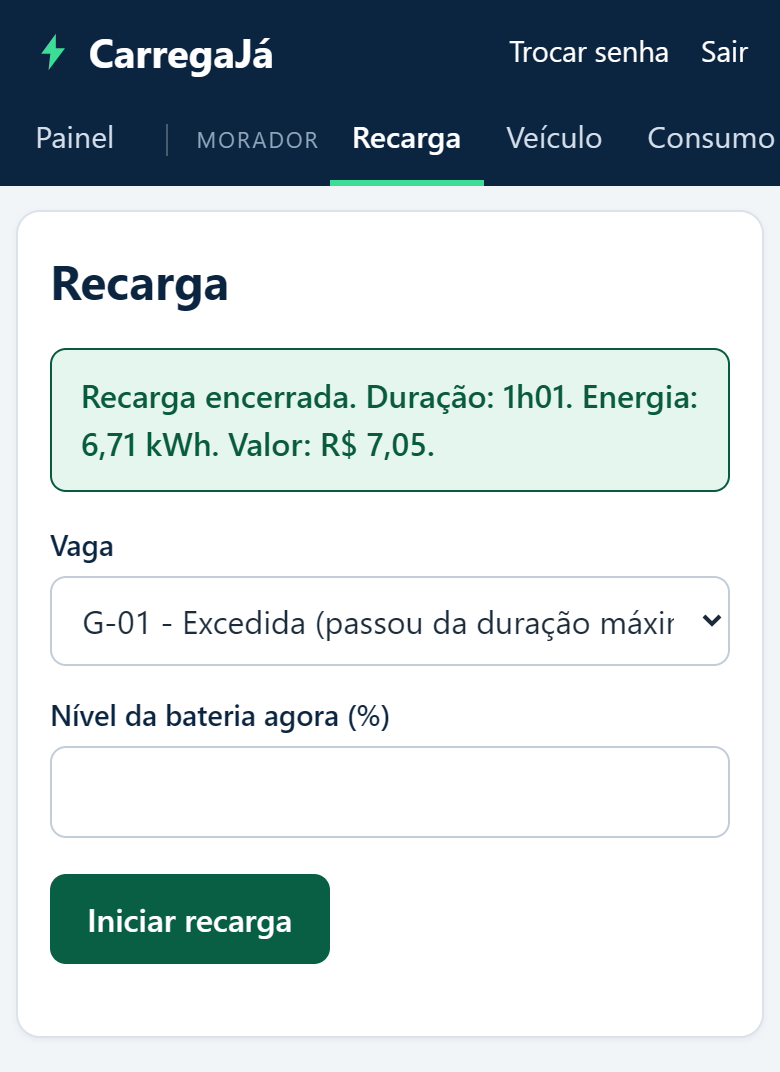 CarregaJá
Trocar senha
Sair
Painel
MORADOR
Recarga
Veículo
Consumo
Recarga
Recarga encerrada. Duração: 1h01. Energia:
6,71 kWh. Valor: R$ 7,05.
Vaga
G-01 - Excedida (passou da duração máxir
Nível da bateria agora (%)
Iniciar recarga